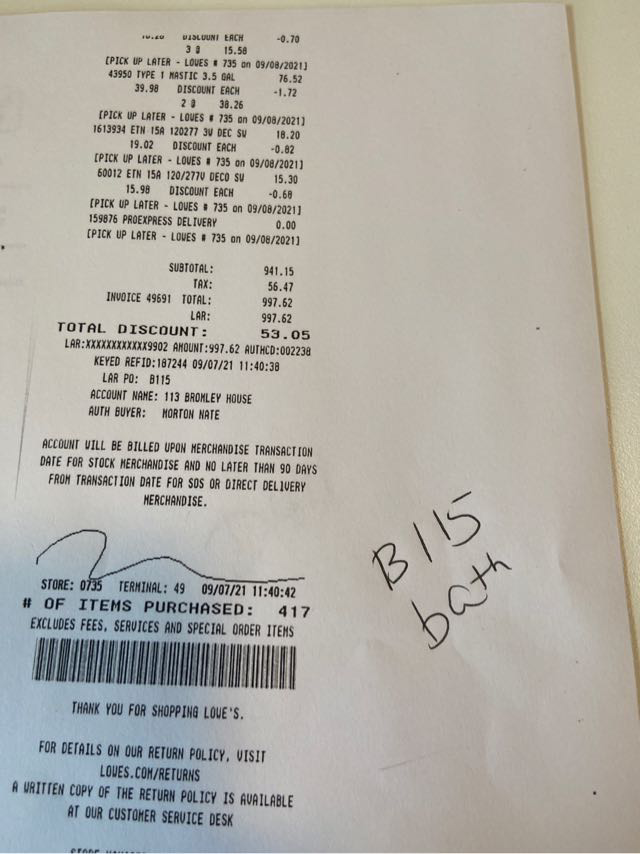 DISCOUNT EACH -0.70
3 @ 15.58
[PICK UP LATER - LOWES # 735 on 09/08/2021]
43950 TYPE 1 MASTIC 3.5 GAL 76.52
39.98 DISCOUNT EACH -1.72
2 @ 38.26
[PICK UP LATER - LOWES # 735 on 09/08/2021]
1613934 ETN 15A 120277 3W DEC SW 18.20
19.02 DISCOUNT EACH -0.82
[PICK UP LATER - LOWES # 735 on 09/08/2021]
60012 ETN 15A 120/277V DECO SW 15.30
15.98 DISCOUNT EACH -0.68
[PICK UP LATER - LOWES # 735 on 09/08/2021]
159876 PROEXPRESS DELIVERY 0.00
[PICK UP LATER - LOWES # 735 on 09/08/2021]
SUBTOTAL: 941.15
TAX: 56.47
INVOICE 49691 TOTAL: 997.62
LAR: 997.62
TOTAL DISCOUNT: 53.05
LAR:XXXXXXXXXXXX9902 AMOUNT:997.62 AUTHCD:002238
KEYED REFID:187244 09/07/21 11:40:38
LAR PO: B115
ACCOUNT NAME: 113 BROMLEY HOUSE
AUTH BUYER: MORTON NATE
ACCOUNT WILL BE BILLED UPON MERCHANDISE TRANSACTION
DATE FOR STOCK MERCHANDISE AND NO LATER THAN 90 DAYS
FROM TRANSACTION DATE FOR SOS OR DIRECT DELIVERY
MERCHANDISE.
B115
bath
STORE: 0735 TERMINAL: 49 09/07/21 11:40:42
# OF ITEMS PURCHASED: 417
EXCLUDES FEES, SERVICES AND SPECIAL ORDER ITEMS
THANK YOU FOR SHOPPING LOWE'S.
FOR DETAILS ON OUR RETURN POLICY, VISIT
LOWES.COM/RETURNS
A WRITTEN COPY OF THE RETURN POLICY IS AVAILABLE
AT OUR CUSTOMER SERVICE DESK